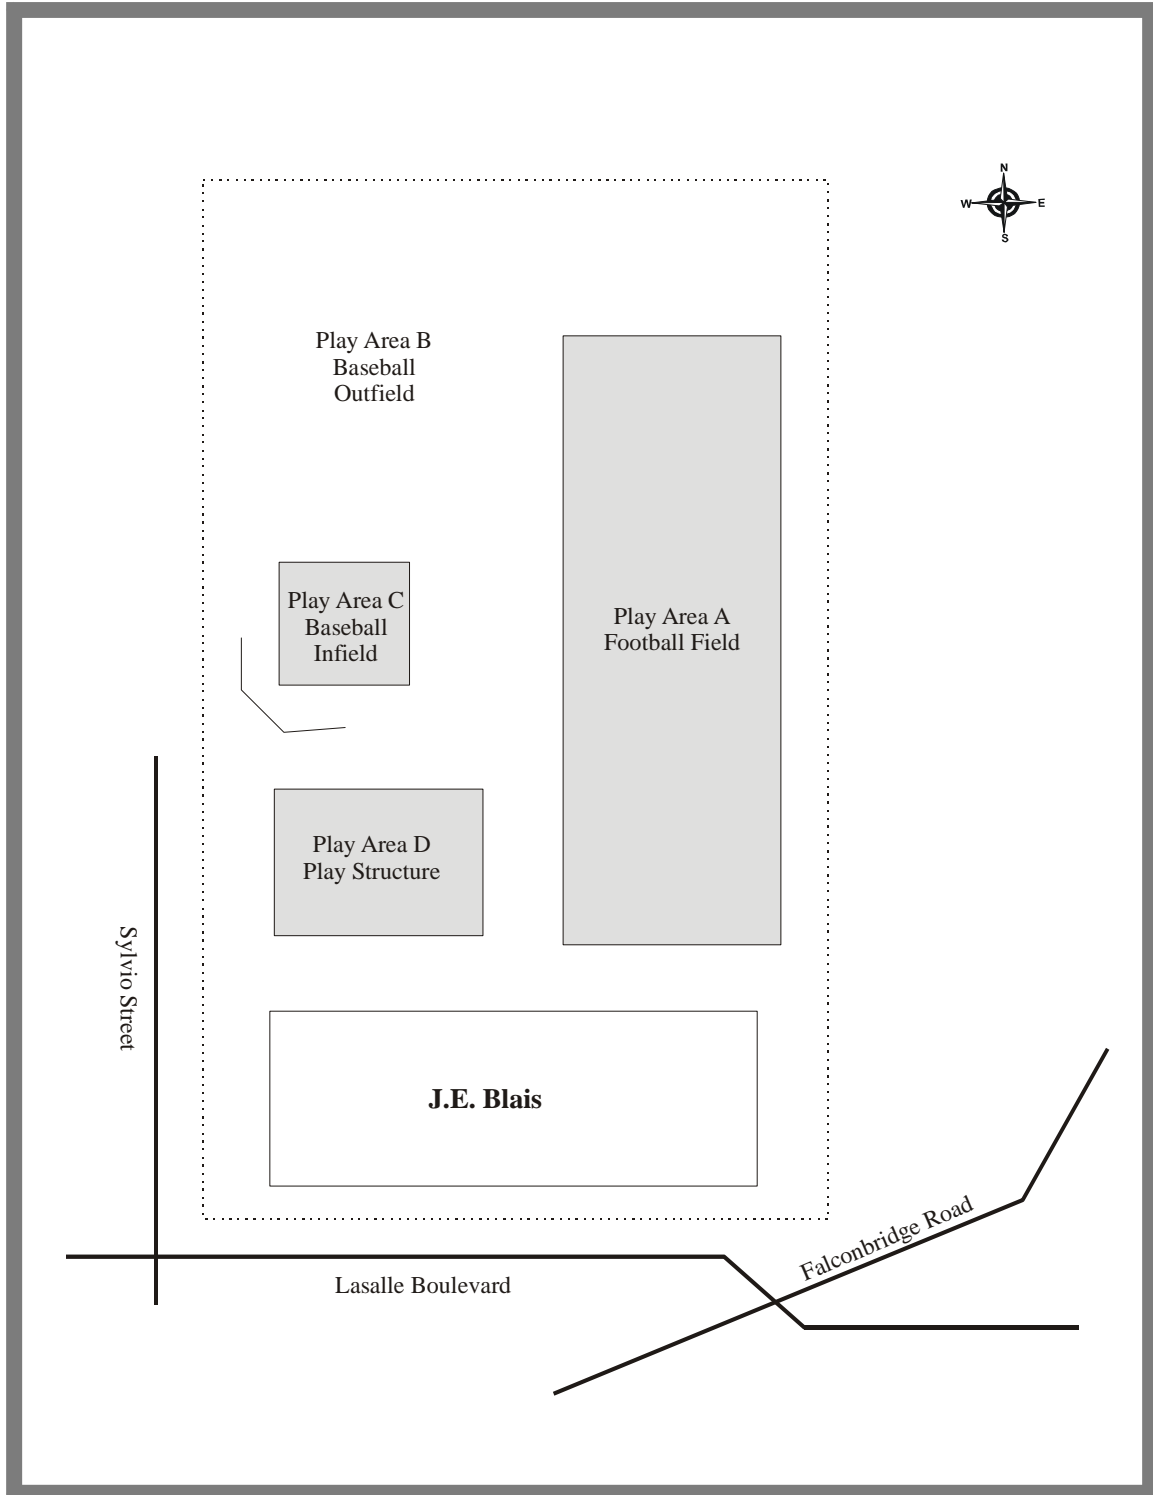 N
W
E
S
Play Area B
Baseball
Outfield
Play Area C
Baseball
Infield
Play Area A
Football Field
Play Area D
Play Structure
Sylvio Street
J.E. Blais
Falconbridge Road
Lasalle Boulevard